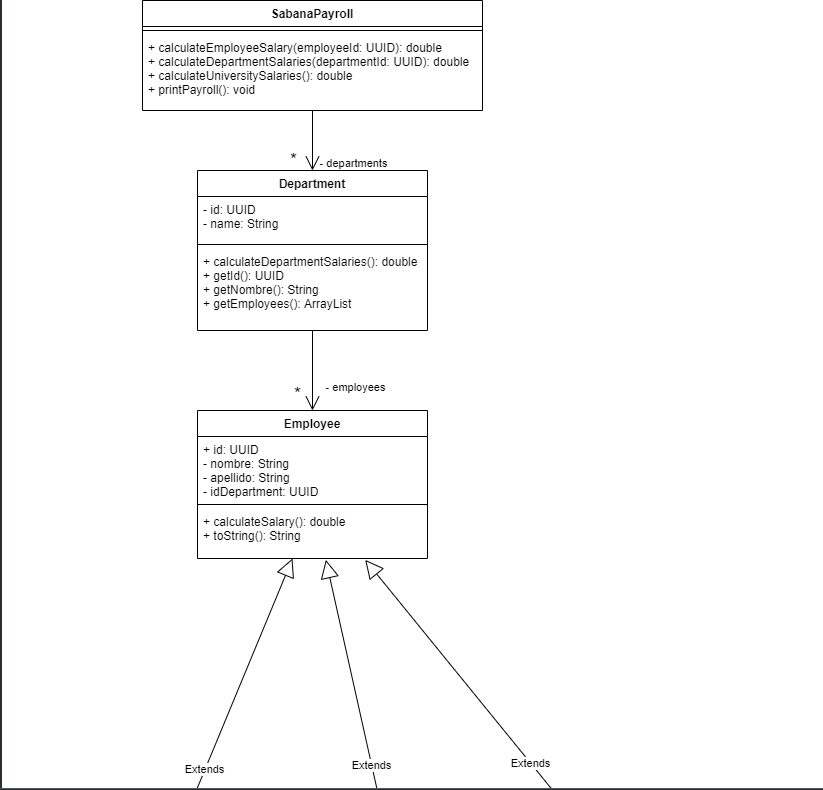 SabanaPayroll
+ calculateEmployeeSalary(employeeId: UUID): double
+ calculateDepartmentSalaries(departmentId: UUID): double
+ calculateUniversitySalaries(): double
+ printPayroll(): void
*
- departments
Department
- id: UUID
- name: String
+ calculateDepartmentSalaries(): double
+ getId(): UUID
+ getNombre(): String
+ getEmployees(): ArrayList
*
- employees
Employee
+ id: UUID
- nombre: String
- apellido: String
- idDepartment: UUID
+ calculateSalary(): double
+ toString(): String
Extends
Extends
Extends